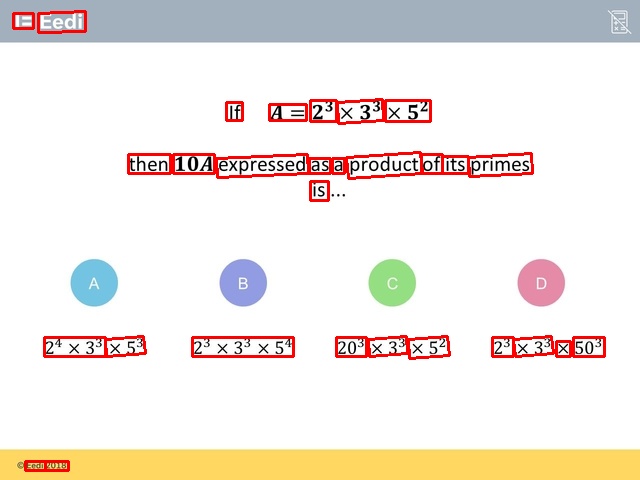 Eedi
If A = 2³ × 3³ × 5²
then 10A expressed as a product of its primes
is ...
A B C D
2⁴ × 3³ × 5³ 2³ × 3³ × 5⁴ 20³ × 3³ × 5² 2³ × 3³ × 50³
© Eedi 2018